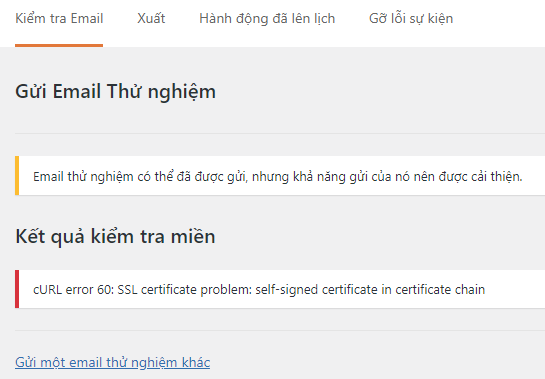 Kiểm tra Email Xuất Hành động đã lên lịch Gỡ lỗi sự kiện
Gửi Email Thử nghiệm
Email thử nghiệm có thể đã được gửi, nhưng khả năng gửi của nó nên được cải thiện.
Kết quả kiểm tra miền
cURL error 60: SSL certificate problem: self-signed certificate in certificate chain
Gửi một email thử nghiệm khác